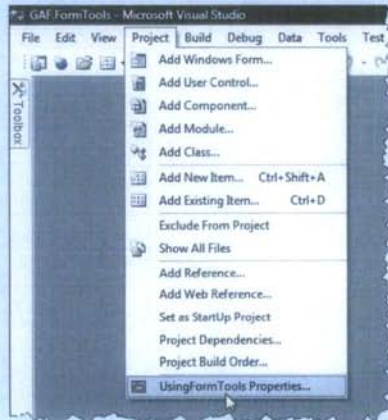 GAF.FormTools - Microsoft Visual Studio
File Edit View Project Build Debug Data Tools Test
Toolbox
Add Windows Form...
Add User Control...
Add Component...
Add Module...
Add Class...
Add New Item... Ctrl+Shift+A
Add Existing Item... Ctrl+D
Exclude From Project
Show All Files
Add Reference...
Add Web Reference...
Set as StartUp Project
Project Dependencies...
Project Build Order...
UsingFormTools Properties...